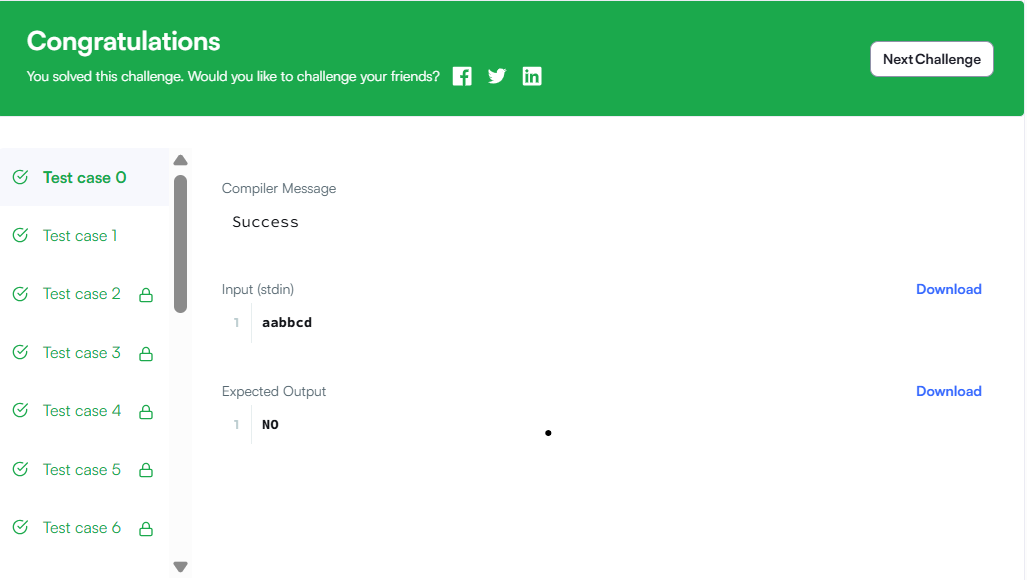 Congratulations
You solved this challenge. Would you like to challenge your friends?
Next Challenge
Test case 0
Test case 1
Test case 2
Test case 3
Test case 4
Test case 5
Test case 6
Compiler Message
Success
Input (stdin)
Download
1 aabbcd
Expected Output
Download
1 NO